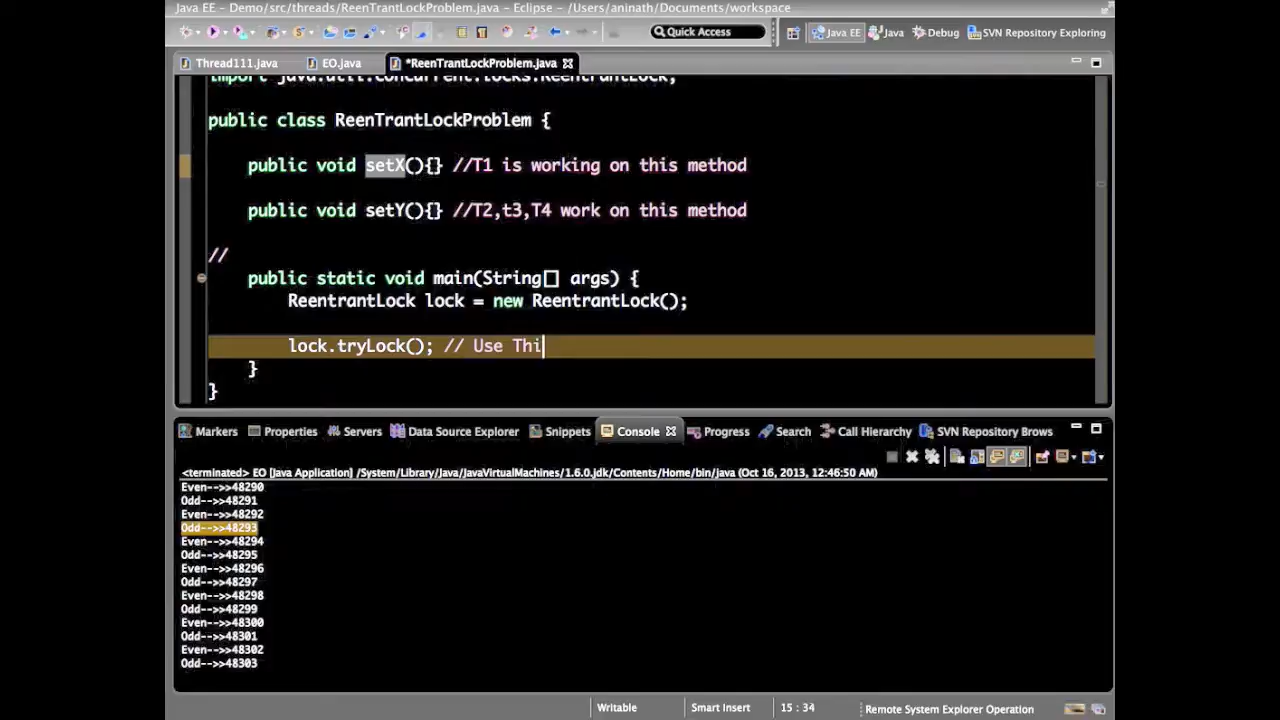 Java EE - Demo/src/threads/ReenTrantLockProblem.java - Eclipse - /Users/aninath/Documents/workspace
Quick Access
Java EE
Java
Debug
SVN Repository Exploring
Thread111.java
EO.java
*ReenTrantLockProblem.java
import java.util.concurrent.locks.ReentrantLock;
public class ReenTrantLockProblem {
public void setX(){} //T1 is working on this method
public void setY(){} //T2,t3,T4 work on this method
//
public static void main(String[] args) {
ReentrantLock lock = new ReentrantLock();
lock.tryLock(); // Use Thi
}
}
Markers
Properties
Servers
Data Source Explorer
Snippets
Console
Progress
Search
Call Hierarchy
SVN Repository Brows
<terminated> EO [Java Application] /System/Library/Java/JavaVirtualMachines/1.6.0.jdk/Contents/Home/bin/java (Oct 16, 2013, 12:46:50 AM)
Even-->>48290
Odd-->>48291
Even-->>48292
Odd-->>48293
Even-->>48294
Odd-->>48295
Even-->>48296
Odd-->>48297
Even-->>48298
Odd-->>48299
Even-->>48300
Odd-->>48301
Even-->>48302
Odd-->>48303
Writable
Smart Insert
15 : 34
Remote System Explorer Operation